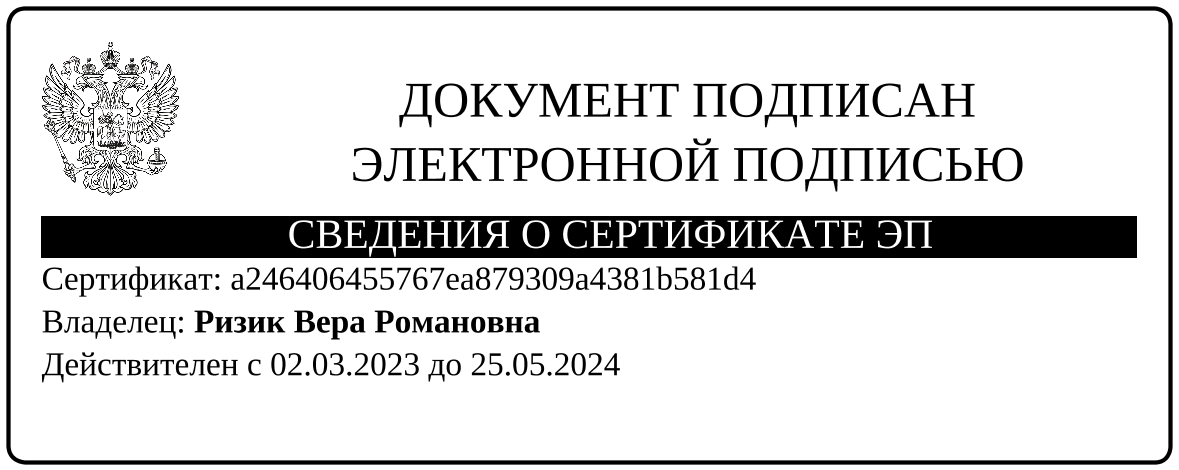 ДОКУМЕНТ ПОДПИСАН
ЭЛЕКТРОННОЙ ПОДПИСЬЮ
СВЕДЕНИЯ О СЕРТИФИКАТЕ ЭП
Сертификат: a246406455767ea879309a4381b581d4
Владелец: Ризик Вера Романовна
Действителен с 02.03.2023 до 25.05.2024